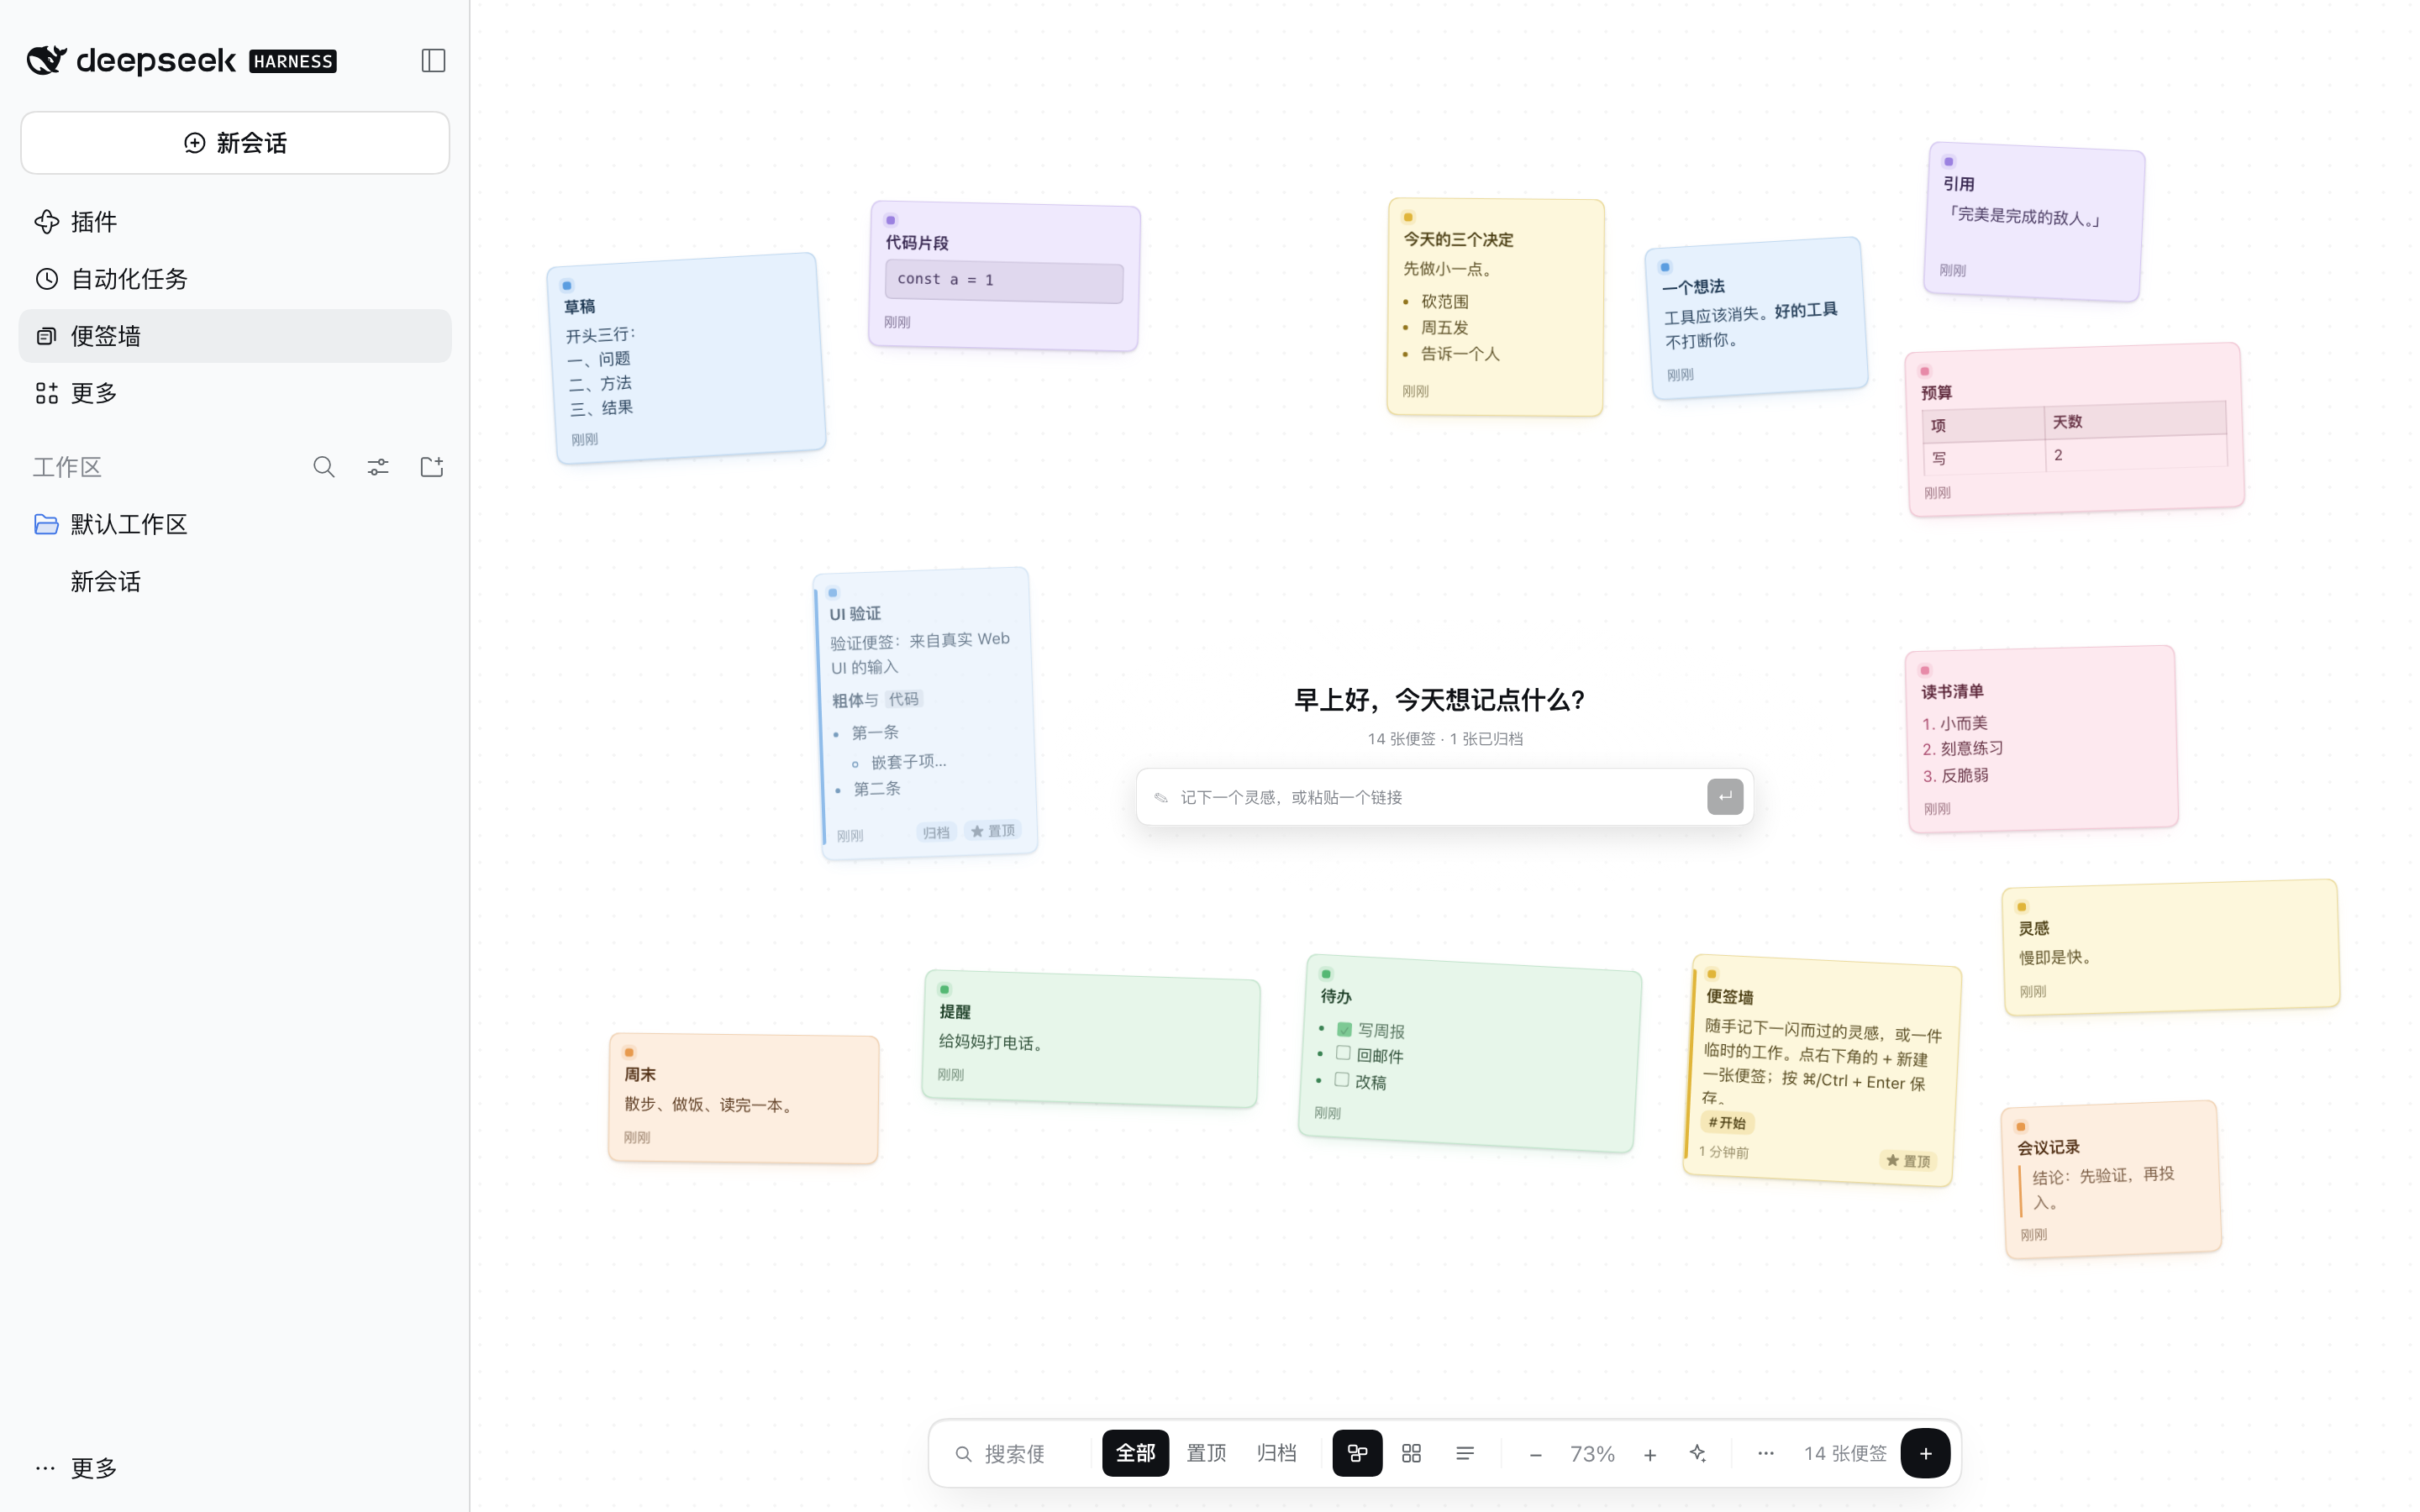 deepseek HARNESS
新会话
插件
自动化任务
便签墙
更多
工作区
默认工作区
新会话
更多
草稿
开头三行：
一、问题
二、方法
三、结果
刚刚
代码片段
const a = 1
刚刚
今天的三个决定
先做小一点。
砍范围
周五发
告诉一个人
刚刚
一个想法
工具应该消失。好的工具
不打断你。
刚刚
引用
「完美是完成的敌人。」
刚刚
预算
项 天数
写 2
刚刚
UI 验证
验证便签：来自真实 Web
UI 的输入
粗体与 代码
第一条
嵌套子项...
第二条
刚刚 归档 置顶
早上好，今天想记点什么？
14 张便签 · 1 张已归档
记下一个灵感，或粘贴一个链接
读书清单
1. 小而美
2. 刻意练习
3. 反脆弱
刚刚
灵感
慢即是快。
刚刚
周末
散步、做饭、读完一本。
刚刚
提醒
给妈妈打电话。
刚刚
待办
写周报
回邮件
改稿
刚刚
便签墙
随手记下一闪而过的灵感，或一件
临时的工作。点右下角的 + 新建
一张便签；按 ⌘/Ctrl + Enter 保
存。
#开始
1 分钟前 置顶
会议记录
结论：先验证，再投
入。
刚刚
搜索便 全部 置顶 归档 − 73% + 14 张便签 +